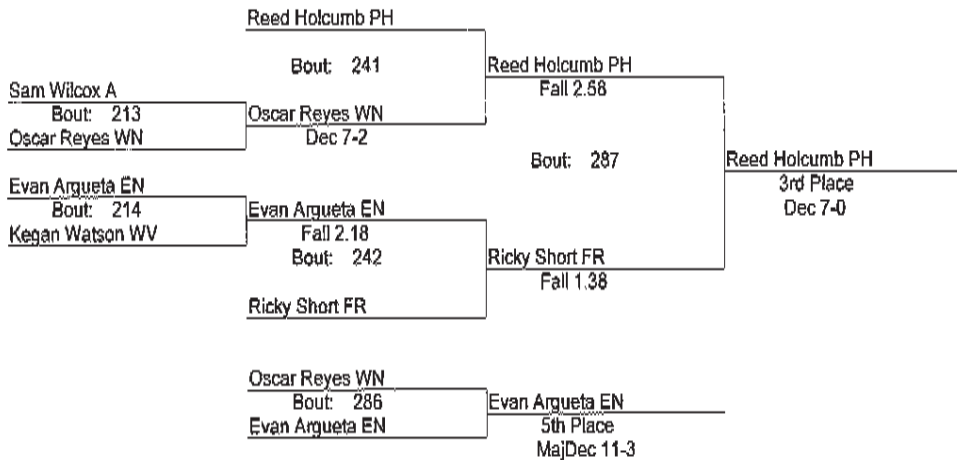 Reed Holcumb PH
Bout: 241
Reed Holcumb PH
Fall 2.58
Sam Wilcox A
Bout: 213
Oscar Reyes WN
Oscar Reyes WN
Dec 7-2
Bout: 287
Reed Holcumb PH
3rd Place
Dec 7-0
Evan Argueta EN
Bout: 214
Kegan Watson WV
Evan Argueta EN
Fall 2.18
Bout: 242
Ricky Short FR
Fall 1.38
Ricky Short FR
Oscar Reyes WN
Bout: 286
Evan Argueta EN
Evan Argueta EN
5th Place
MajDec 11-3